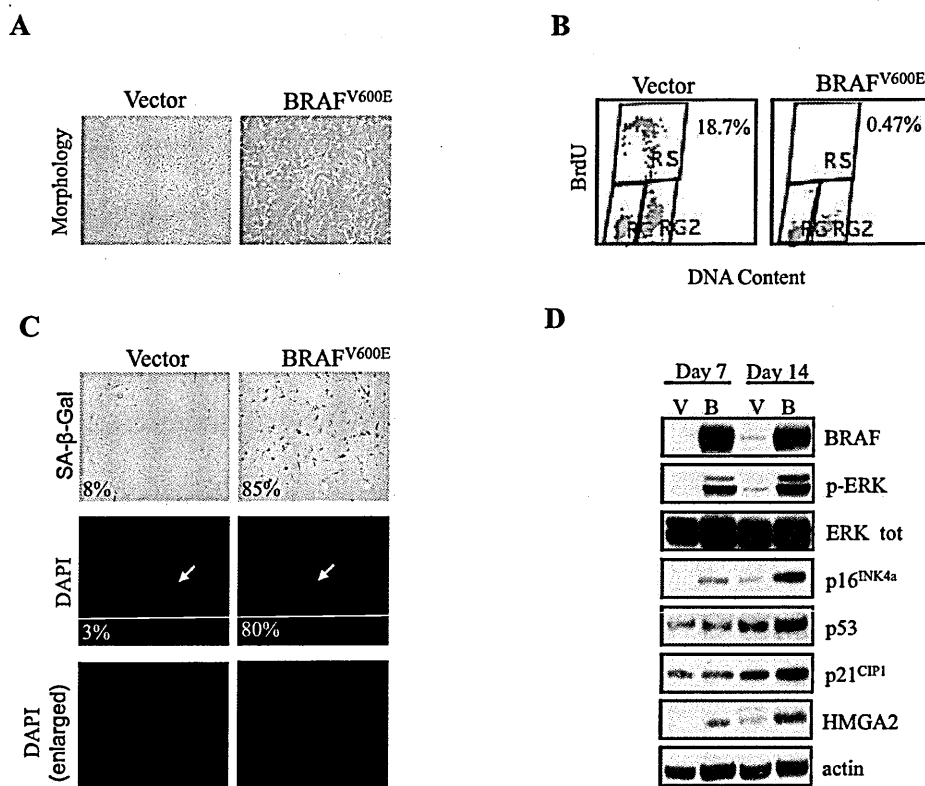 A
Vector BRAFV600E
Morphology
B
Vector BRAFV600E
BrdU
18.7%
RS
RG RG2
0.47%
RS
RG RG2
DNA Content
C
Vector BRAFV600E
SA-β-Gal
8%
85%
DAPI
3%
80%
DAPI
(enlarged)
D
Day 7 Day 14
V B V B
BRAF
p-ERK
ERK tot
p16INK4a
p53
p21CIP1
HMGA2
actin